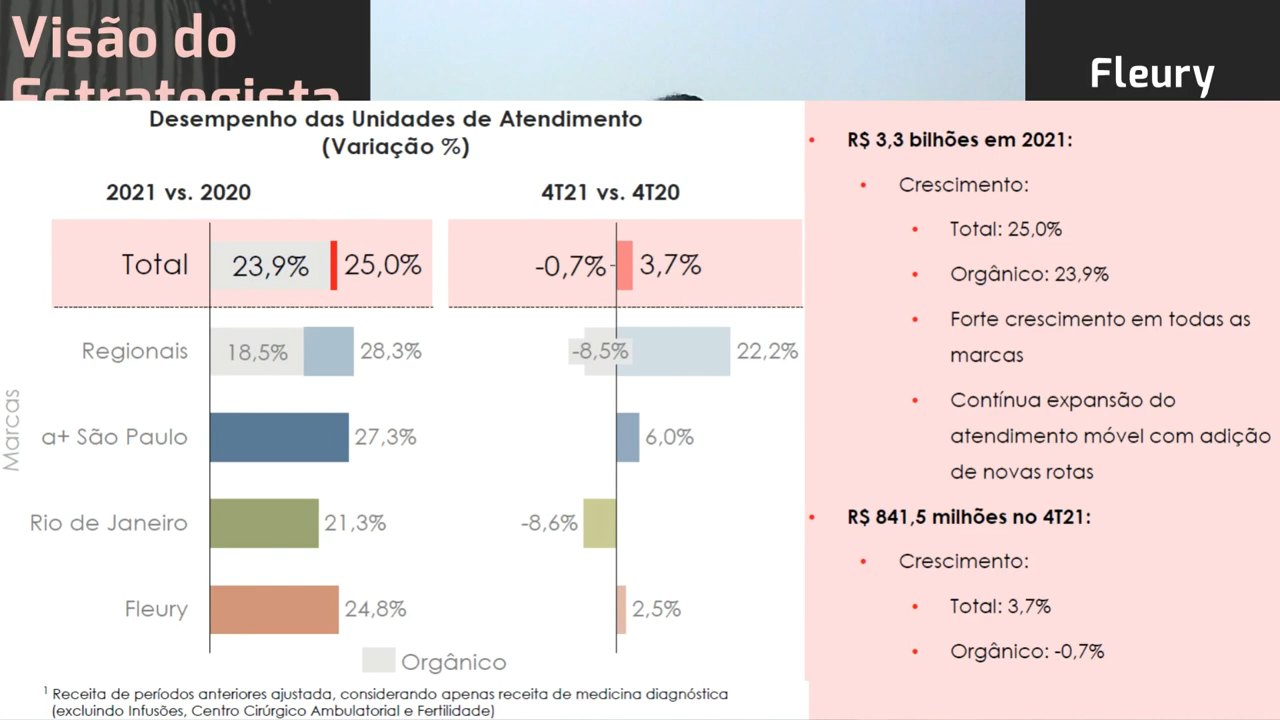 Visão do
Estrategista
Fleury
Desempenho das Unidades de Atendimento
(Variação %)
2021 vs. 2020
4T21 vs. 4T20
Total
23,9%
25,0%
-0,7%
3,7%
Regionais
18,5%
28,3%
-8,5%
22,2%
Marcas
a+ São Paulo
27,3%
6,0%
Rio de Janeiro
21,3%
-8,6%
Fleury
24,8%
2,5%
Orgânico
1 Receita de períodos anteriores ajustada, considerando apenas receita de medicina diagnóstica
(excluindo Infusões, Centro Cirúrgico Ambulatorial e Fertilidade)
• R$ 3,3 bilhões em 2021:
• Crescimento:
• Total: 25,0%
• Orgânico: 23,9%
• Forte crescimento em todas as
marcas
• Contínua expansão do
atendimento móvel com adição
de novas rotas
• R$ 841,5 milhões no 4T21:
• Crescimento:
• Total: 3,7%
• Orgânico: -0,7%